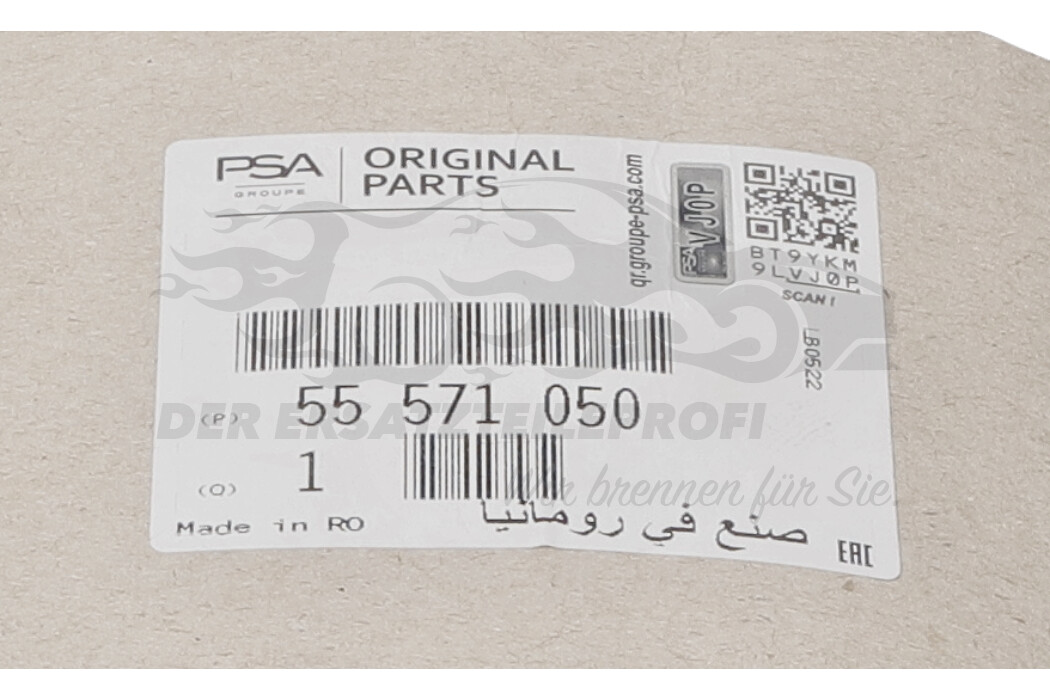 PSA
GROUPE
ORIGINAL
PARTS
qr.groupe-psa.com
PSA
VJ0P
BT9YKM
9LVJ0P
SCAN!
LB0522
(P) 55 571 050
DER ERSATZTEILEPROFI
(Q) 1
Wir brennen für Sie.
Made in RO
صنع في رومانيا
EAC